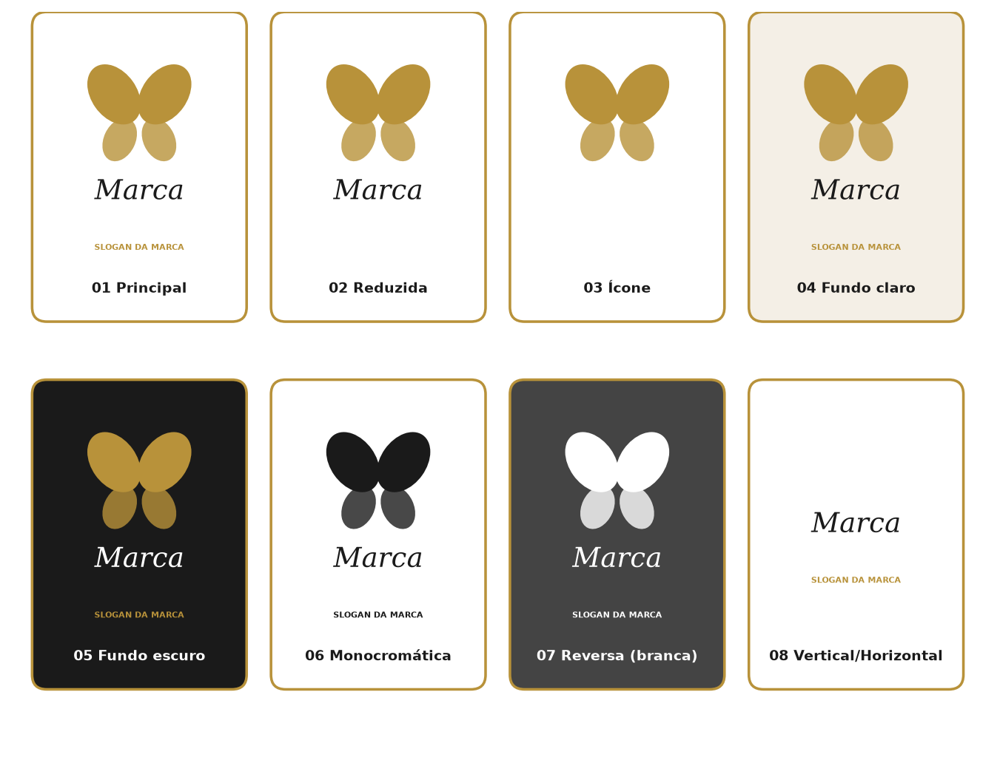 Marca
SLOGAN DA MARCA
01 Principal
Marca
02 Reduzida
03 Ícone
Marca
SLOGAN DA MARCA
04 Fundo claro
Marca
SLOGAN DA MARCA
05 Fundo escuro
Marca
SLOGAN DA MARCA
06 Monocromática
Marca
SLOGAN DA MARCA
07 Reversa (branca)
Marca
SLOGAN DA MARCA
08 Vertical/Horizontal